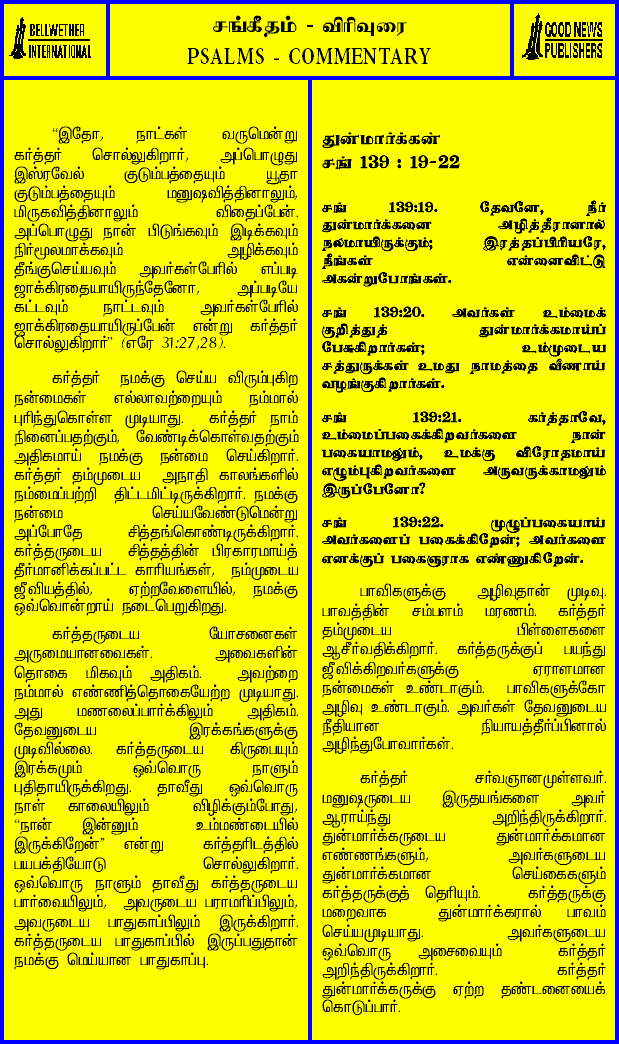 BELLWETHER
INTERNATIONAL
சங்கீதம் - விரிவுரை
PSALMS - COMMENTARY
GOOD NEWS
PUBLISHERS
“இதோ, நாட்கள் வருமென்று
கர்த்தர் சொல்லுகிறார், அப்பொழுது
இஸ்ரவேல் குடும்பத்தையும் யூதா
குடும்பத்தையும் மனுஷவித்தினாலும்,
மிருகவித்தினாலும் விதைப்பேன்.
அப்பொழுது நான் பிடுங்கவும் இடிக்கவும்
நிர்மூலமாக்கவும் அழிக்கவும்
தீங்குசெய்யவும் அவர்கள்பேரில் எப்படி
ஜாக்கிரதையாயிருந்தேனோ, அப்படியே
கட்டவும் நாட்டவும் அவர்கள்பேரில்
ஜாக்கிரதையாயிருப்பேன் என்று கர்த்தர்
சொல்லுகிறார்” (எரே 31:27,28).
கர்த்தர் நமக்கு செய்ய விரும்புகிற
நன்மைகள் எல்லாவற்றையும் நம்மால்
புரிந்துகொள்ள முடியாது. கர்த்தர் நாம்
நினைப்பதற்கும், வேண்டிக்கொள்வதற்கும்
அதிகமாய் நமக்கு நன்மை செய்கிறார்.
கர்த்தர் தம்முடைய அநாதி காலங்களில்
நம்மைப்பற்றி திட்டமிட்டிருக்கிறார். நமக்கு
நன்மை செய்யவேண்டுமென்று
அப்போதே சித்தங்கொண்டிருக்கிறார்.
கர்த்தருடைய சித்தத்தின் பிரகாரமாய்த்
தீர்மானிக்கப்பட்ட காரியங்கள், நம்முடைய
ஜீவியத்தில், ஏற்றவேளையில், நமக்கு
ஒவ்வொன்றாய் நடைபெறுகிறது.
கர்த்தருடைய யோசனைகள்
அருமையானவைகள். அவைகளின்
தொகை மிகவும் அதிகம். அவற்றை
நம்மால் எண்ணித்தொகையேற்ற முடியாது.
அது மணலைப்பார்க்கிலும் அதிகம்.
தேவனுடைய இரக்கங்களுக்கு
முடிவில்லை. கர்த்தருடைய கிருபையும்
இரக்கமும் ஒவ்வொரு நாளும்
புதிதாயிருக்கிறது. தாவீது ஒவ்வொரு
நாள் காலையிலும் விழிக்கும்போது,
“நான் இன்னும் உம்மண்டையில்
இருக்கிறேன்” என்று கர்த்தரிடத்தில்
பயபக்தியோடு சொல்லுகிறார்.
ஒவ்வொரு நாளும் தாவீது கர்த்தருடைய
பார்வையிலும், அவருடைய பராமரிப்பிலும்,
அவருடைய பாதுகாப்பிலும் இருக்கிறார்.
கர்த்தருடைய பாதுகாப்பில் இருப்பதுதான்
நமக்கு மெய்யான பாதுகாப்பு.
துன்மார்க்கன்
சங் 139 : 19-22
சங் 139:19. தேவனே, நீர்
துன்மார்க்கனை அழித்தீரானால்
நலமாயிருக்கும்; இரத்தப்பிரியரே,
நீங்கள் என்னைவிட்டு
அகன்றுபோங்கள்.
சங் 139:20. அவர்கள் உம்மைக்
குறித்துத் துன்மார்க்கமாய்ப்
பேசுகிறார்கள்; உம்முடைய
சத்துருக்கள் உமது நாமத்தை வீணாய்
வழங்குகிறார்கள்.
சங் 139:21. கர்த்தாவே,
உம்மைப்பகைக்கிறவர்களை நான்
பகையாமலும், உமக்கு விரோதமாய்
எழும்புகிறவர்களை அருவருக்காமலும்
இருப்பேனோ?
சங் 139:22. முழுப்பகையாய்
அவர்களைப் பகைக்கிறேன்; அவர்களை
எனக்குப் பகைஞராக எண்ணுகிறேன்.
பாவிகளுக்கு அழிவுதான் முடிவு.
பாவத்தின் சம்பளம் மரணம். கர்த்தர்
தம்முடைய பிள்ளைகளை
ஆசீர்வதிக்கிறார். கர்த்தருக்குப் பயந்து
ஜீவிக்கிறவர்களுக்கு ஏராளமான
நன்மைகள் உண்டாகும். பாவிகளுக்கோ
அழிவு உண்டாகும். அவர்கள் தேவனுடைய
நீதியான நியாயத்தீர்ப்பினால்
அழிந்துபோவார்கள்.
கர்த்தர் சர்வஞானமுள்ளவர்.
மனுஷருடைய இருதயங்களை அவர்
ஆராய்ந்து அறிந்திருக்கிறார்.
துன்மார்க்கருடைய துன்மார்க்கமான
எண்ணங்களும், அவர்களுடைய
துன்மார்க்கமான செய்கைகளும்
கர்த்தருக்குத் தெரியும். கர்த்தருக்கு
மறைவாக துன்மார்க்கரால் பாவம்
செய்யமுடியாது. அவர்களுடைய
ஒவ்வொரு அசைவையும் கர்த்தர்
அறிந்திருக்கிறார். கர்த்தர்
துன்மார்க்கருக்கு ஏற்ற தண்டனையைக்
கொடுப்பார்.